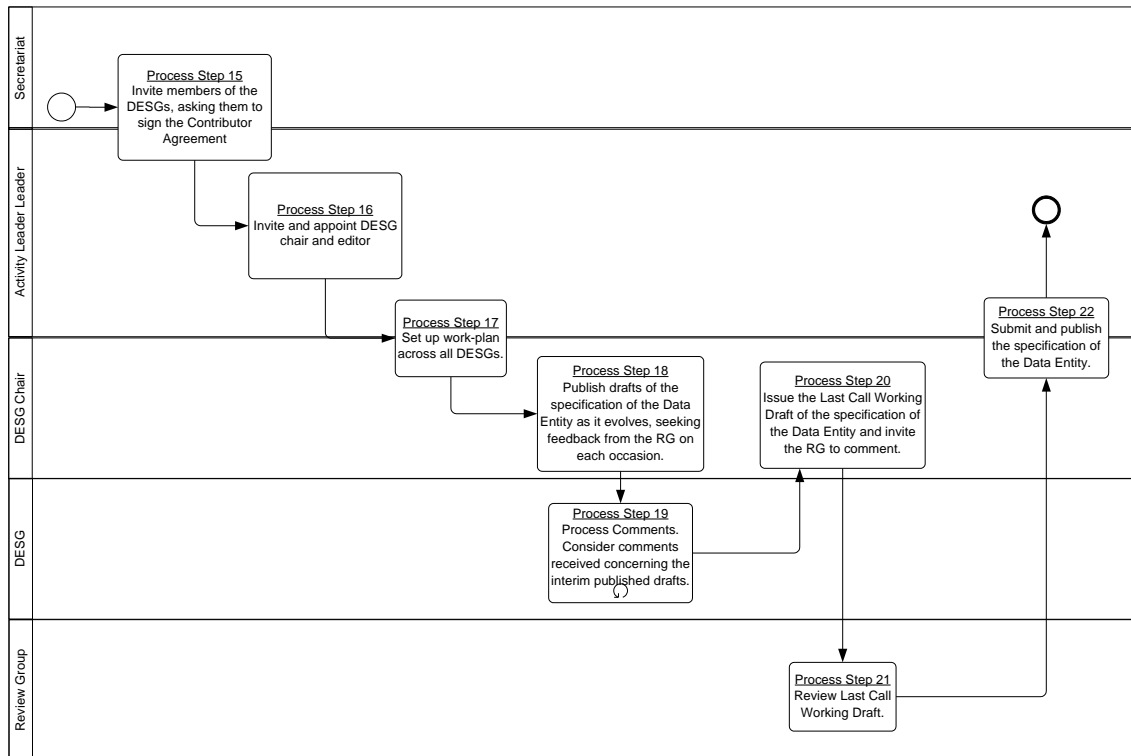 Secretariat
Process Step 15
Invite members of the
DESGs, asking them to
sign the Contributor
Agreement
Activity Leader Leader
Process Step 16
Invite and appoint DESG
chair and editor
Process Step 17
Set up work-plan
across all DESGs.
Process Step 22
Submit and publish
the specification of
the Data Entity.
DESG Chair
Process Step 18
Publish drafts of the
specification of the Data
Entity as it evolves, seeking
feedback from the RG on
each occasion.
Process Step 20
Issue the Last Call Working
Draft of the specification of
the Data Entity and invite
the RG to comment.
DESG
Process Step 19
Process Comments.
Consider comments
received concerning the
interim published drafts.
Review Group
Process Step 21
Review Last Call
Working Draft.